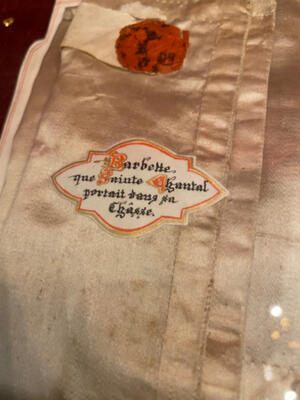 Barbette
que Sainte Chantal
portait dans sa
Châsse.